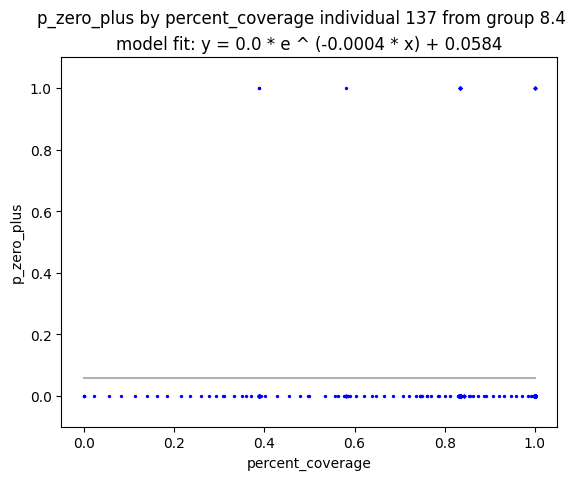 p_zero_plus by percent_coverage individual 137 from group 8.4
model fit: y = 0.0 * e ^ (-0.0004 * x) + 0.0584
1.0
0.8
0.6
0.4
0.2
0.0
p_zero_plus
0.0 0.2 0.4 0.6 0.8 1.0
percent_coverage